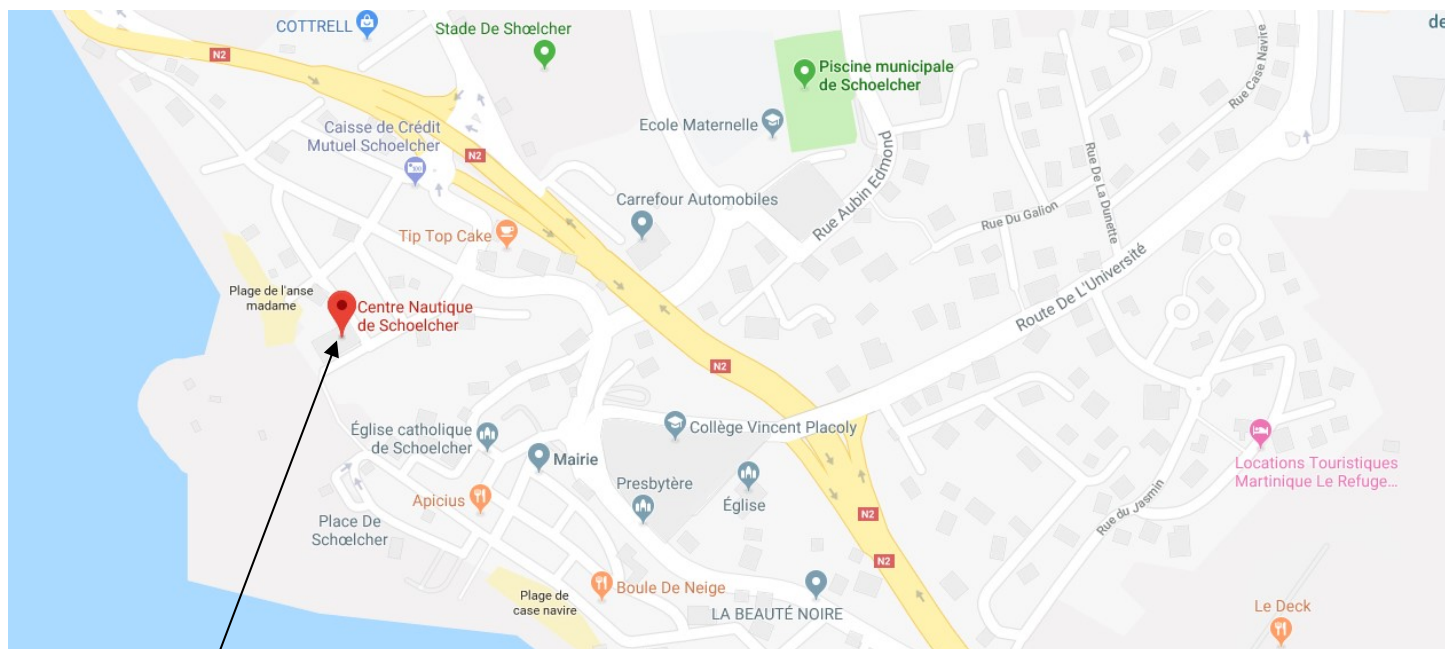 COTTRELL
Stade De Shœlcher
de
N2
Piscine municipale
de Schoelcher
Rue Case Navire
Caisse de Crédit
Mutuel Schoelcher
Ecole Maternelle
N2
Rue Aubin Edmond
Rue De La Dunette
Carrefour Automobiles
Rue Du Galion
Tip Top Cake
Route De L'Université
Plage de l'anse
madame
Centre Nautique
de Schoelcher
N2
Église catholique
de Schoelcher
Collège Vincent Placoly
Mairie
Locations Touristiques
Martinique Le Refuge...
Presbytère
Église
Apicius
Rue du Jasmin
Place De
Schœlcher
N2
N2
Boule De Neige
Plage de
case navire
LA BEAUTÉ NOIRE
Le Deck